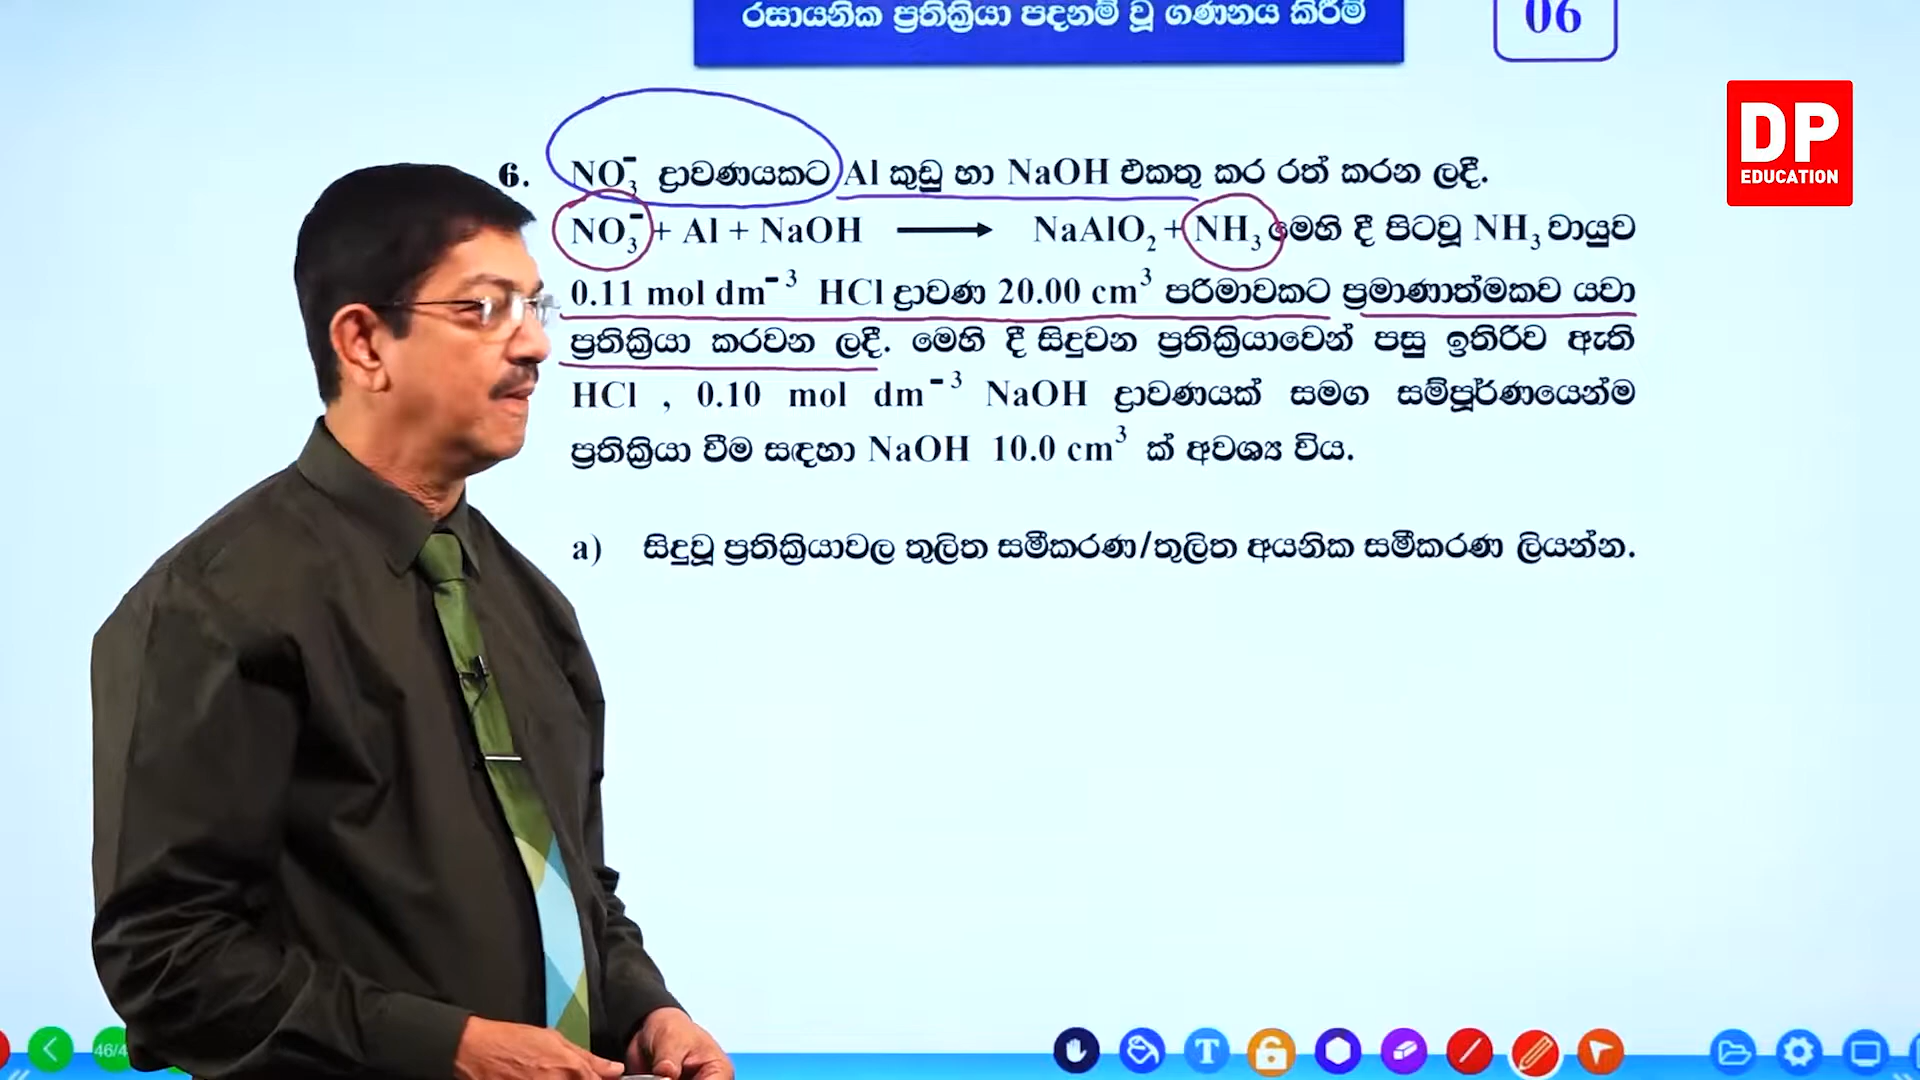 රසායනික ප්‍රතික්‍රියා පදනම් වූ ගණනය කිරීම්
06
DP
EDUCATION
6. NO₃⁻ ද්‍රාවණයකට Al කුඩු හා NaOH එකතු කර රත් කරන ලදී.
NO₃⁻ + Al + NaOH ⟶ NaAlO₂ + NH₃ මෙහි දී පිටවූ NH₃ වායුව
0.11 mol dm⁻³ HCl ද්‍රාවණ 20.00 cm³ පරිමාවකට ප්‍රමාණාත්මකව යවා
ප්‍රතික්‍රියා කරවන ලදී. මෙහි දී සිදුවන ප්‍රතික්‍රියාවෙන් පසු ඉතිරිව ඇති
HCl , 0.10 mol dm⁻³ NaOH ද්‍රාවණයක් සමග සම්පූර්ණයෙන්ම
ප්‍රතික්‍රියා වීම සඳහා NaOH 10.0 cm³ ක් අවශ්‍ය විය.
a) සිදුවූ ප්‍රතික්‍රියාවල තුලිත සමීකරණ/තුලිත අයනික සමීකරණ ලියන්න.
46/4
T